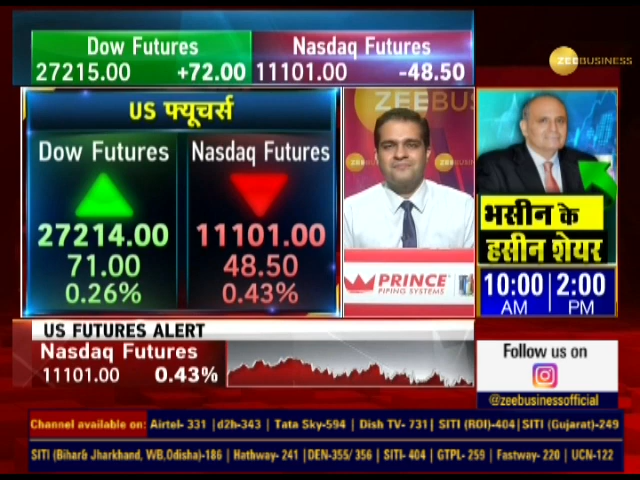 Dow Futures
27215.00 +72.00
Nasdaq Futures
11101.00 -48.50
ZEEBUSINESS
US फ्यूचर्स
Dow Futures
27214.00
71.00
0.26%
Nasdaq Futures
11101.00
48.50
0.43%
ZEEBUS
ZEEBUSINESS
PRINCE
PIPING SYSTEMS
भसीन के
हसीन शेयर
10:00 AM
2:00 PM
US FUTURES ALERT
Nasdaq Futures
11101.00 0.43%
Follow us on
@zeebusinessofficial
Channel available on: Airtel- 331 | d2h-343 | Tata Sky-594 | Dish TV- 731| SITI (ROI)-404| SITI (Gujarat)-249
SITI (Bihar& Jharkhand, WB,Odisha)-186 | Hathway- 241 |DEN-355/ 356 | SITI- 404 | GTPL- 259 | Fastway- 220 | UCN-122